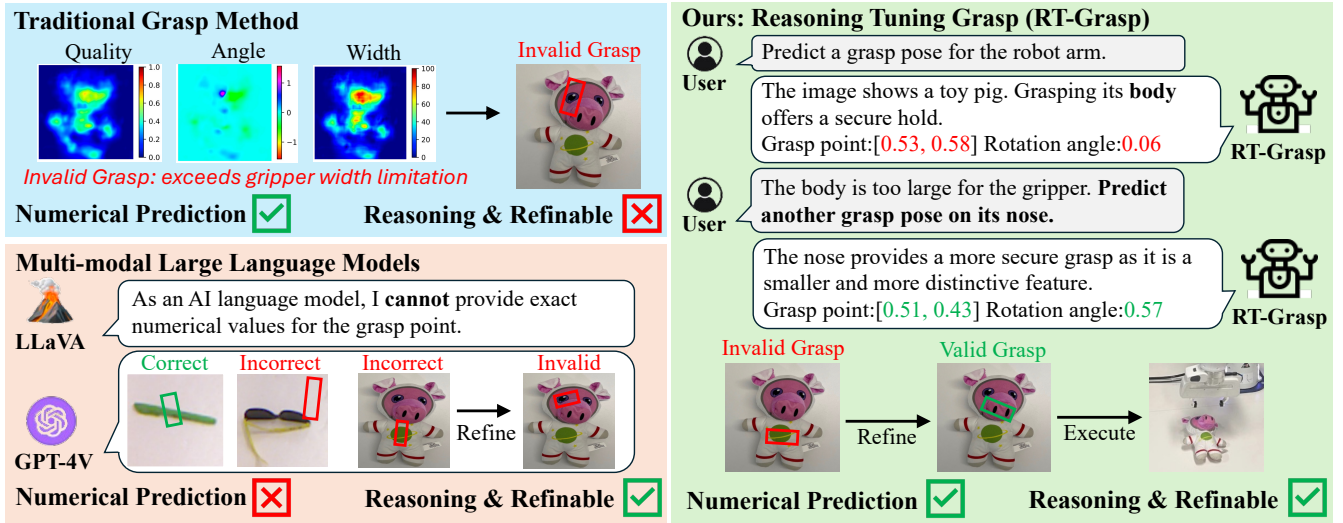 Traditional Grasp Method
Quality
Angle
Width
Invalid Grasp
1.0
0.8
0.6
0.4
0.2
0.0
1
0
−1
100
80
60
40
20
0
Invalid Grasp: exceeds gripper width limitation
Numerical Prediction
Reasoning & Refinable
Multi-modal Large Language Models
As an AI language model, I cannot provide exact
numerical values for the grasp point.
LLaVA
Correct
Incorrect
Incorrect
Invalid
Refine
GPT-4V
Numerical Prediction
Reasoning & Refinable
Ours: Reasoning Tuning Grasp (RT-Grasp)
Predict a grasp pose for the robot arm.
User
The image shows a toy pig. Grasping its body
offers a secure hold.
Grasp point:[0.53, 0.58] Rotation angle:0.06
RT-Grasp
The body is too large for the gripper. Predict
another grasp pose on its nose.
User
The nose provides a more secure grasp as it is a
smaller and more distinctive feature.
Grasp point:[0.51, 0.43] Rotation angle:0.57
RT-Grasp
Invalid Grasp
Valid Grasp
Refine
Execute
Numerical Prediction
Reasoning & Refinable